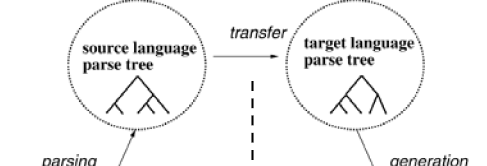 transfer
source language
parse tree
target language
parse tree
parsing
generation